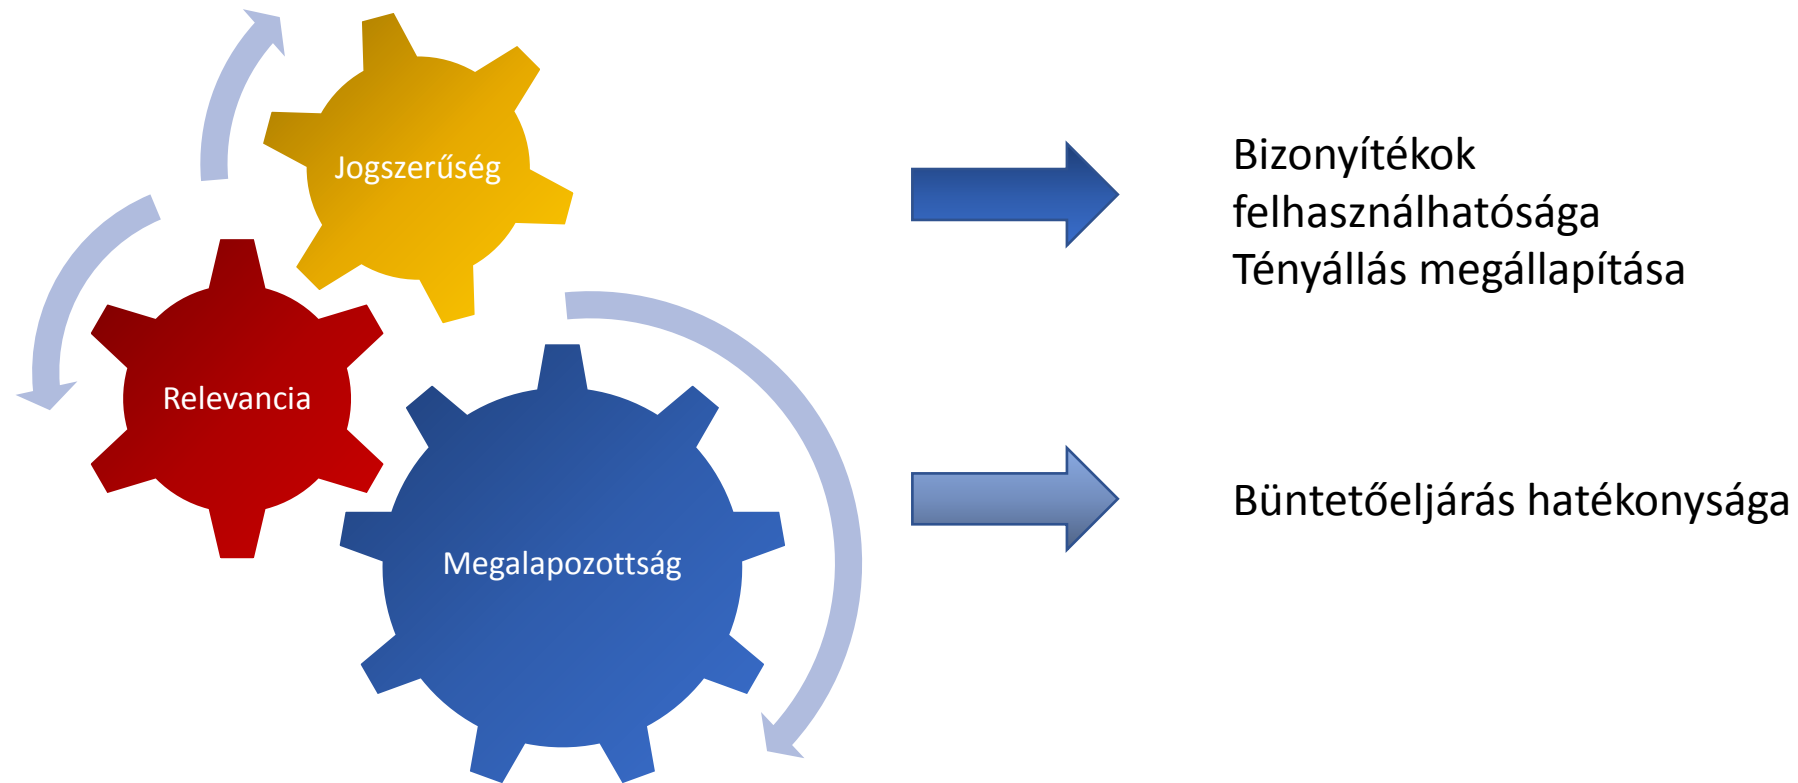 Jogszerűség
Relevancia
Megalapozottság
Bizonyítékok
felhasználhatósága
Tényállás megállapítása
Büntetőeljárás hatékonysága